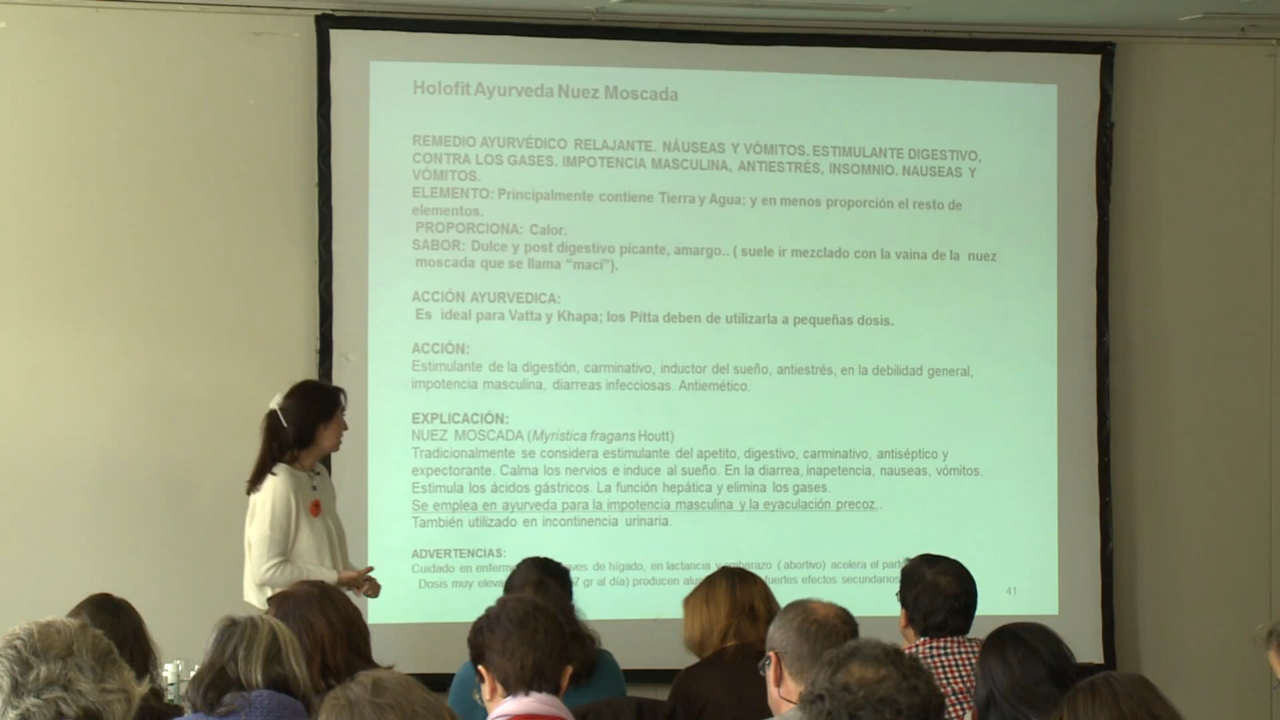 Holofit Ayurveda Nuez Moscada
REMEDIO AYURVÉDICO RELAJANTE. NÁUSEAS Y VÓMITOS. ESTIMULANTE DIGESTIVO,
CONTRA LOS GASES. IMPOTENCIA MASCULINA, ANTIESTRÉS, INSOMNIO. NAUSEAS Y
VÓMITOS.
ELEMENTO: Principalmente contiene Tierra y Agua; y en menos proporción el resto de
elementos.
PROPORCIONA: Calor.
SABOR: Dulce y post digestivo picante, amargo.. ( suele ir mezclado con la vaina de la nuez
moscada que se llama “maci”).
ACCIÓN AYURVEDICA:
Es ideal para Vatta y Khapa; los Pitta deben de utilizarla a pequeñas dosis.
ACCIÓN:
Estimulante de la digestión, carminativo, inductor del sueño, antiestrés, en la debilidad general,
impotencia masculina, diarreas infecciosas. Antiemético.
EXPLICACIÓN:
NUEZ MOSCADA (Myristica fragans Houtt)
Tradicionalmente se considera estimulante del apetito, digestivo, carminativo, antiséptico y
expectorante. Calma los nervios e induce al sueño. En la diarrea, inapetencia, nauseas, vómitos.
Estimula los ácidos gástricos. La función hepática y elimina los gases.
Se emplea en ayurveda para la impotencia masculina y la eyaculación precoz..
También utilizado en incontinencia urinaria.
ADVERTENCIAS:
Cuidado en de hígado, en lactancia y embarazo ( abortivo) acelera el
Dosis muy 7 gr al día) producen fuertes efectos secundarios
41